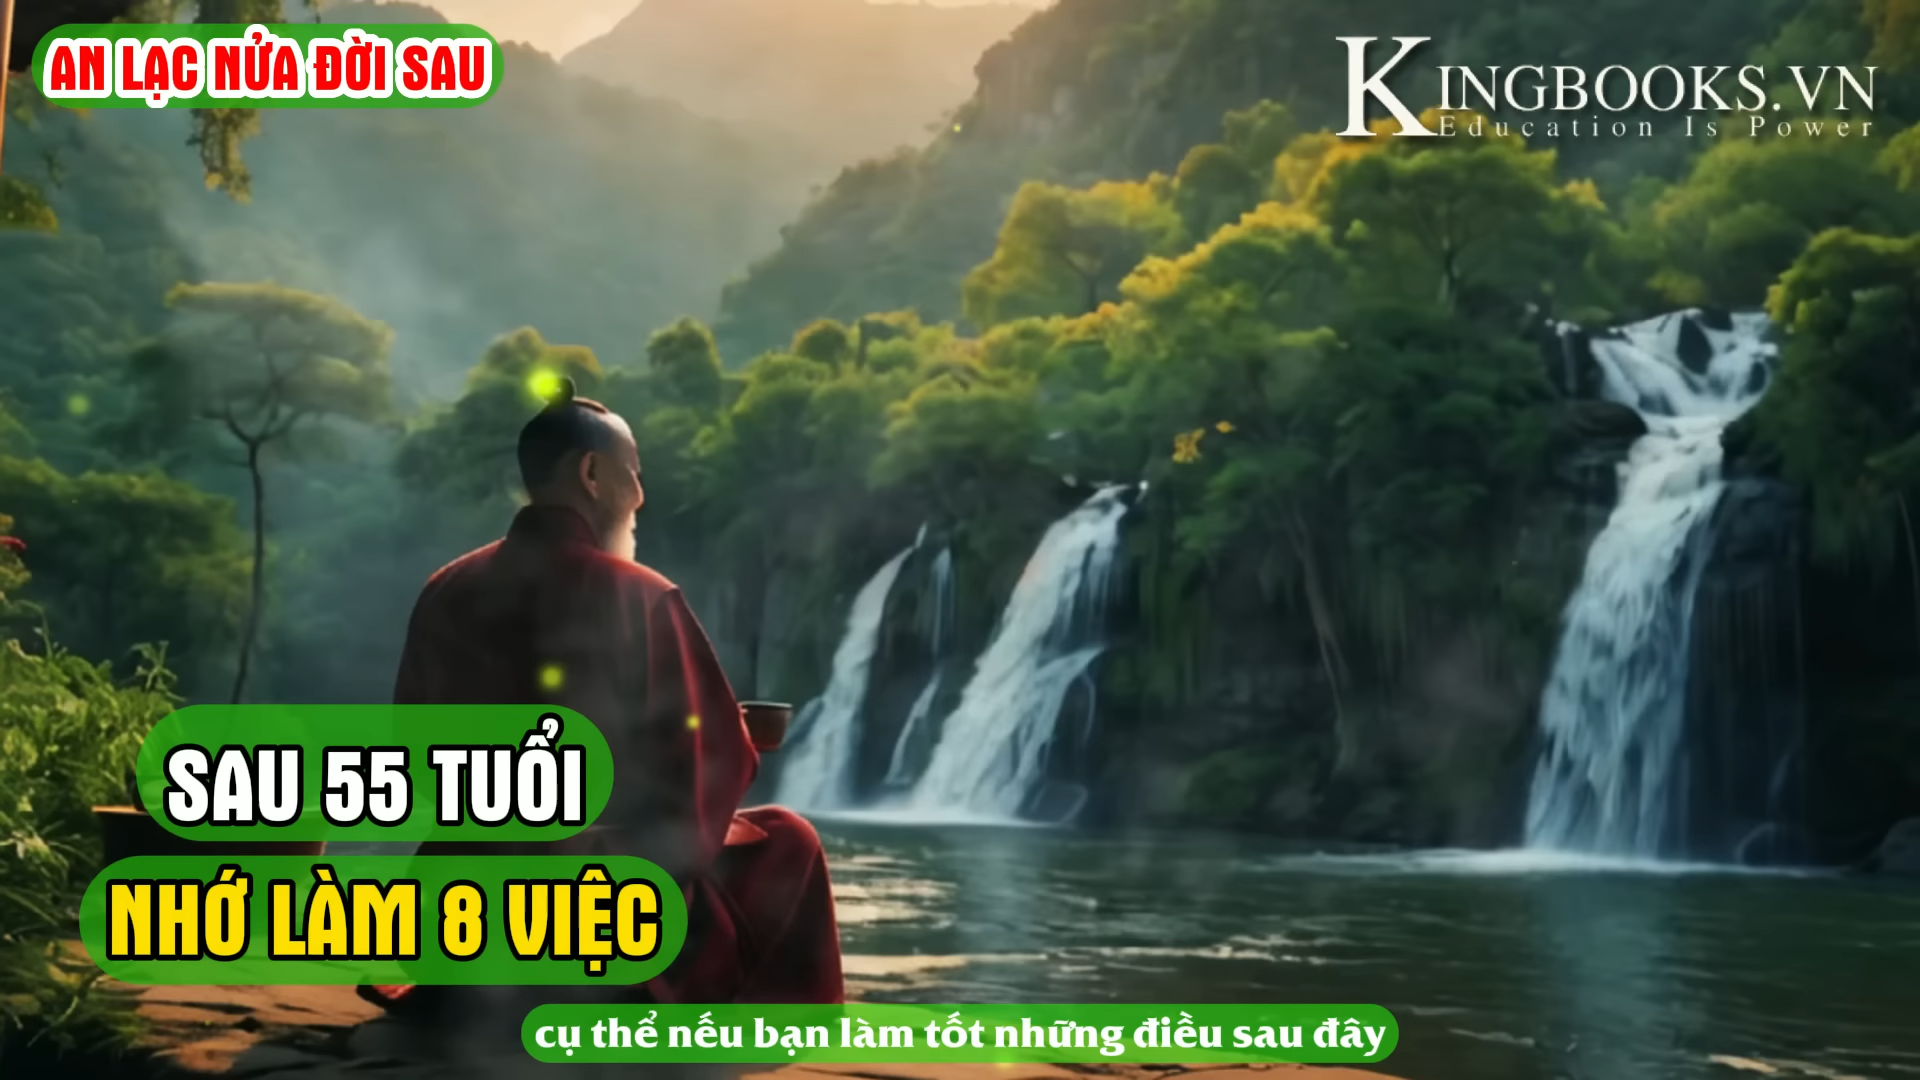 AN LẠC NỬA ĐỜI SAU
KINGBOOKS.VN
Education Is Power
SAU 55 TUỔI
NHỚ LÀM 8 VIỆC
cụ thể nếu bạn làm tốt những điều sau đây